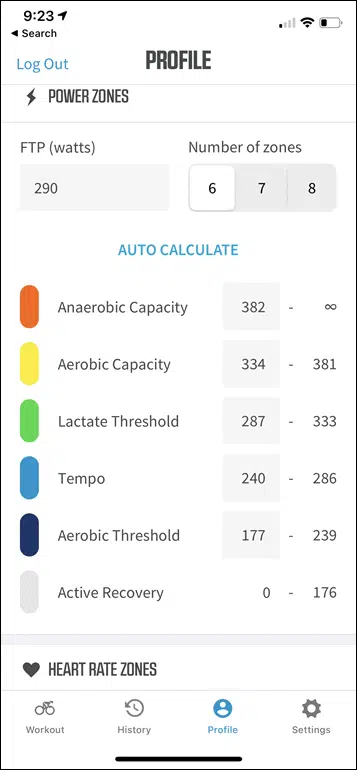 9:23
◀ Search
Log Out PROFILE
POWER ZONES
FTP (watts) Number of zones
290 6 7 8
AUTO CALCULATE
Anaerobic Capacity 382 - ∞
Aerobic Capacity 334 - 381
Lactate Threshold 287 - 333
Tempo 240 - 286
Aerobic Threshold 177 - 239
Active Recovery 0 - 176
HEART RATE ZONES
Workout History Profile Settings